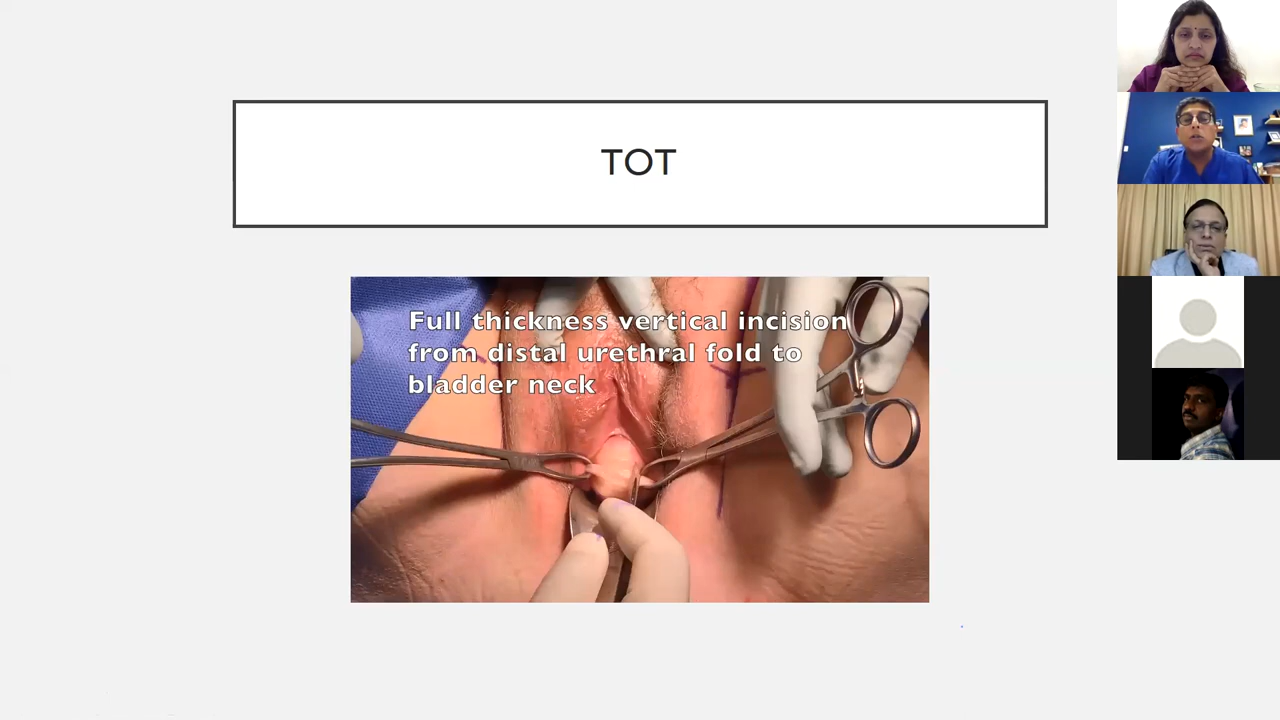 TOT
Full thickness vertical incision
from distal urethral fold to
bladder neck